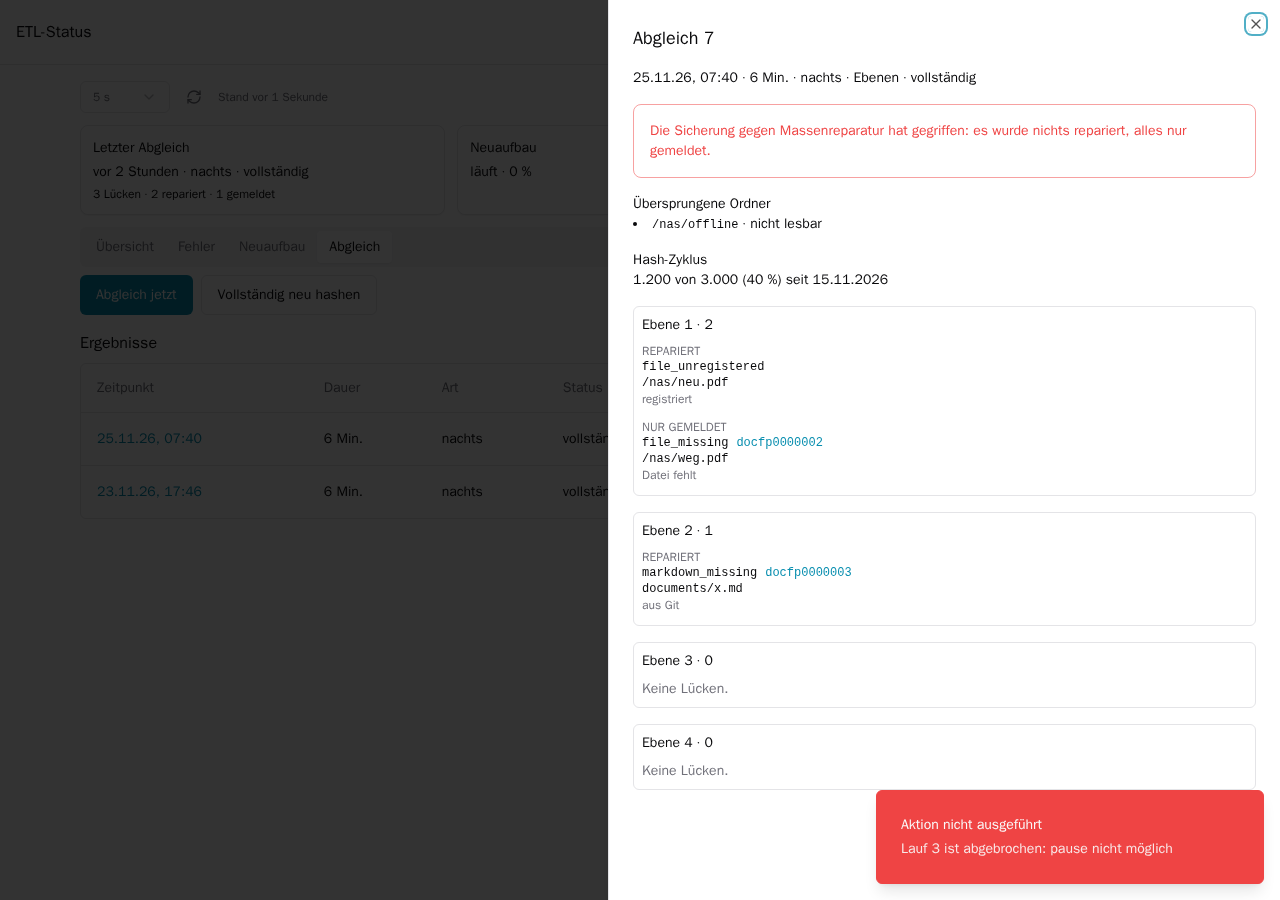 ETL-Status
5 s
Stand vor 1 Sekunde
Letzter Abgleich
vor 2 Stunden · nachts · vollständig
3 Lücken · 2 repariert · 1 gemeldet
Neuaufbau
läuft · 0 %
Übersicht Fehler Neuaufbau Abgleich
Abgleich jetzt Vollständig neu hashen
Ergebnisse
Zeitpunkt Dauer Art Status
25.11.26, 07:40 6 Min. nachts
23.11.26, 17:46 6 Min. nachts
Abgleich 7
25.11.26, 07:40 · 6 Min. · nachts · Ebenen · vollständig
Die Sicherung gegen Massenreparatur hat gegriffen: es wurde nichts repariert, alles nur
gemeldet.
Übersprungene Ordner
• /nas/offline · nicht lesbar
Hash-Zyklus
1.200 von 3.000 (40 %) seit 15.11.2026
Ebene 1 · 2
REPARIERT
file_unregistered
/nas/neu.pdf
registriert
NUR GEMELDET
file_missing docfp0000002
/nas/weg.pdf
Datei fehlt
Ebene 2 · 1
REPARIERT
markdown_missing docfp0000003
documents/x.md
aus Git
Ebene 3 · 0
Keine Lücken.
Ebene 4 · 0
Keine Lücken.
Aktion nicht ausgeführt
Lauf 3 ist abgebrochen: pause nicht möglich